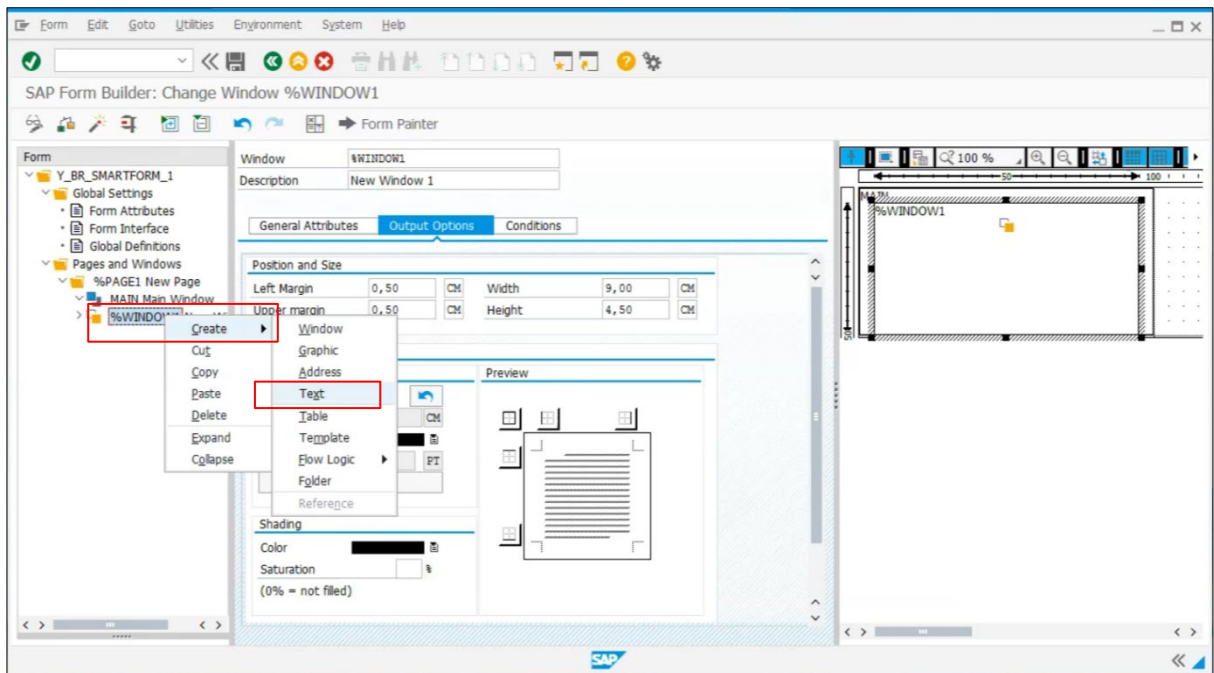 Form Edit Goto Utilities Environment System Help
SAP Form Builder: Change Window %WINDOW1
Form Painter
Form
Y_BR_SMARTFORM_1
Global Settings
Form Attributes
Form Interface
Global Definitions
Pages and Windows
%PAGE1 New Page
MAIN Main Window
%WINDOW
Create
Cut
Copy
Paste
Delete
Expand
Collapse
Window
Graphic
Address
Text
Table
Template
Flow Logic
Folder
Reference
Window %WINDOW1
Description New Window 1
General Attributes Output Options Conditions
Position and Size
Left Margin 0,50 CM Width 9,00 CM
Upper margin 0,50 CM Height 4,50 CM
Preview
CM
PT
Shading
Color
Saturation %
(0% = not filled)
100 %
50 100
MAIN
%WINDOW1
50
SAP